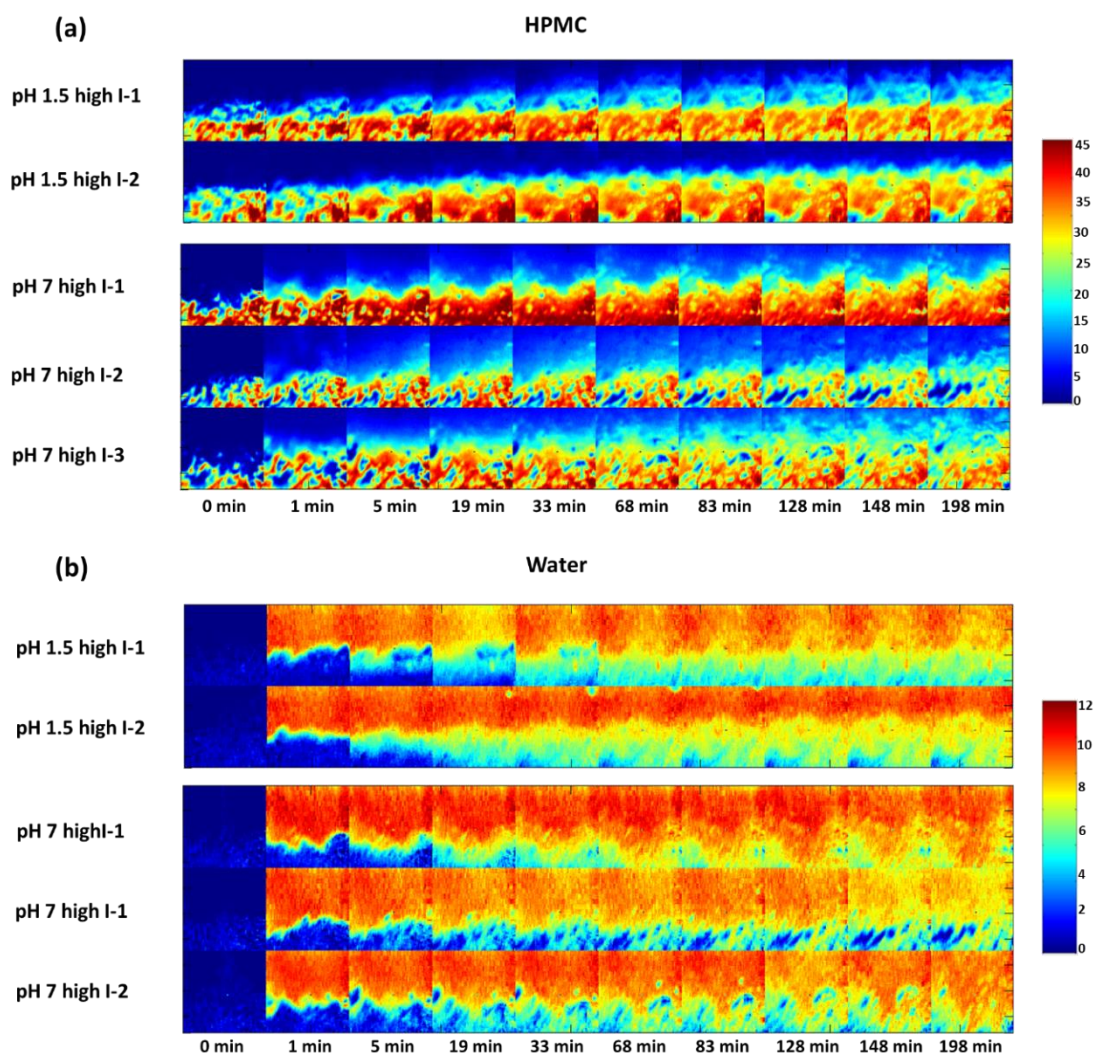 (a)
HPMC
pH 1.5 high I-1
pH 1.5 high I-2
pH 7 high I-1
pH 7 high I-2
pH 7 high I-3
0 min 1 min 5 min 19 min 33 min 68 min 83 min 128 min 148 min 198 min
45
40
35
30
25
20
15
10
5
0
(b)
Water
pH 1.5 high I-1
pH 1.5 high I-2
pH 7 highI-1
pH 7 high I-1
pH 7 high I-2
0 min 1 min 5 min 19 min 33 min 68 min 83 min 128 min 148 min 198 min
12
10
8
6
4
2
0